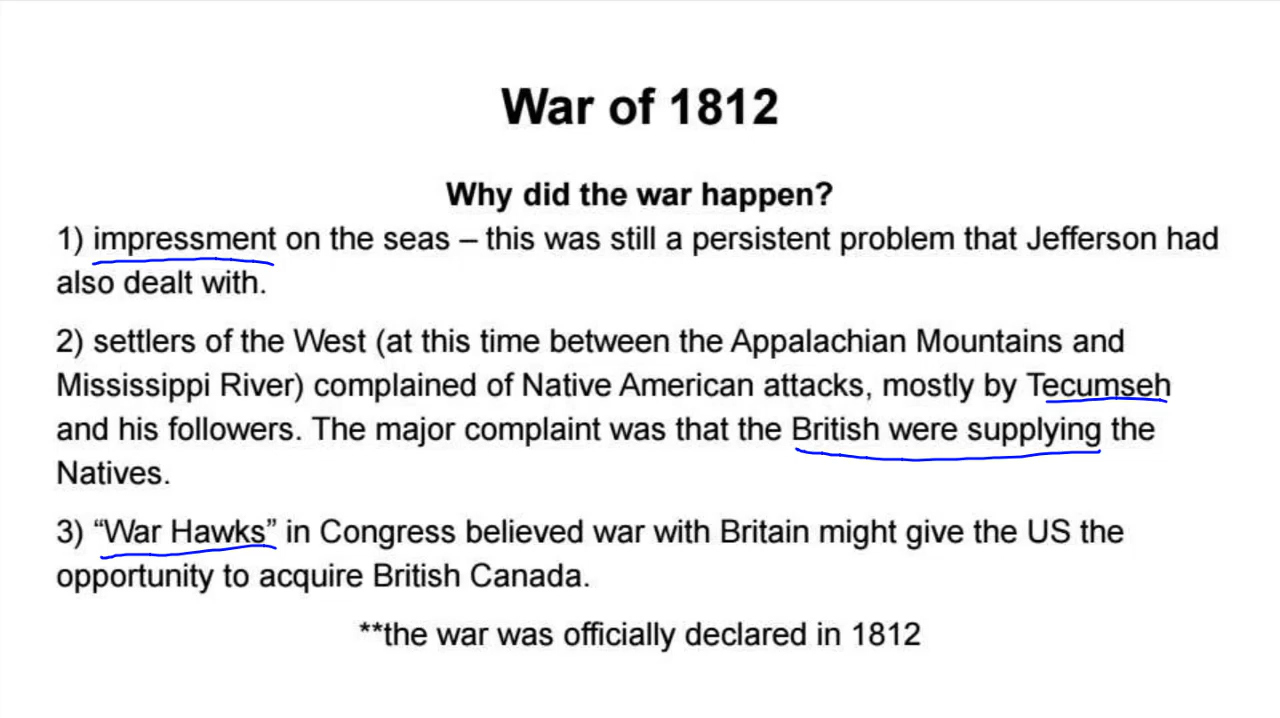 War of 1812
Why did the war happen?
1) impressment on the seas – this was still a persistent problem that Jefferson had
also dealt with.
2) settlers of the West (at this time between the Appalachian Mountains and
Mississippi River) complained of Native American attacks, mostly by Tecumseh
and his followers. The major complaint was that the British were supplying the
Natives.
3) “War Hawks” in Congress believed war with Britain might give the US the
opportunity to acquire British Canada.
**the war was officially declared in 1812